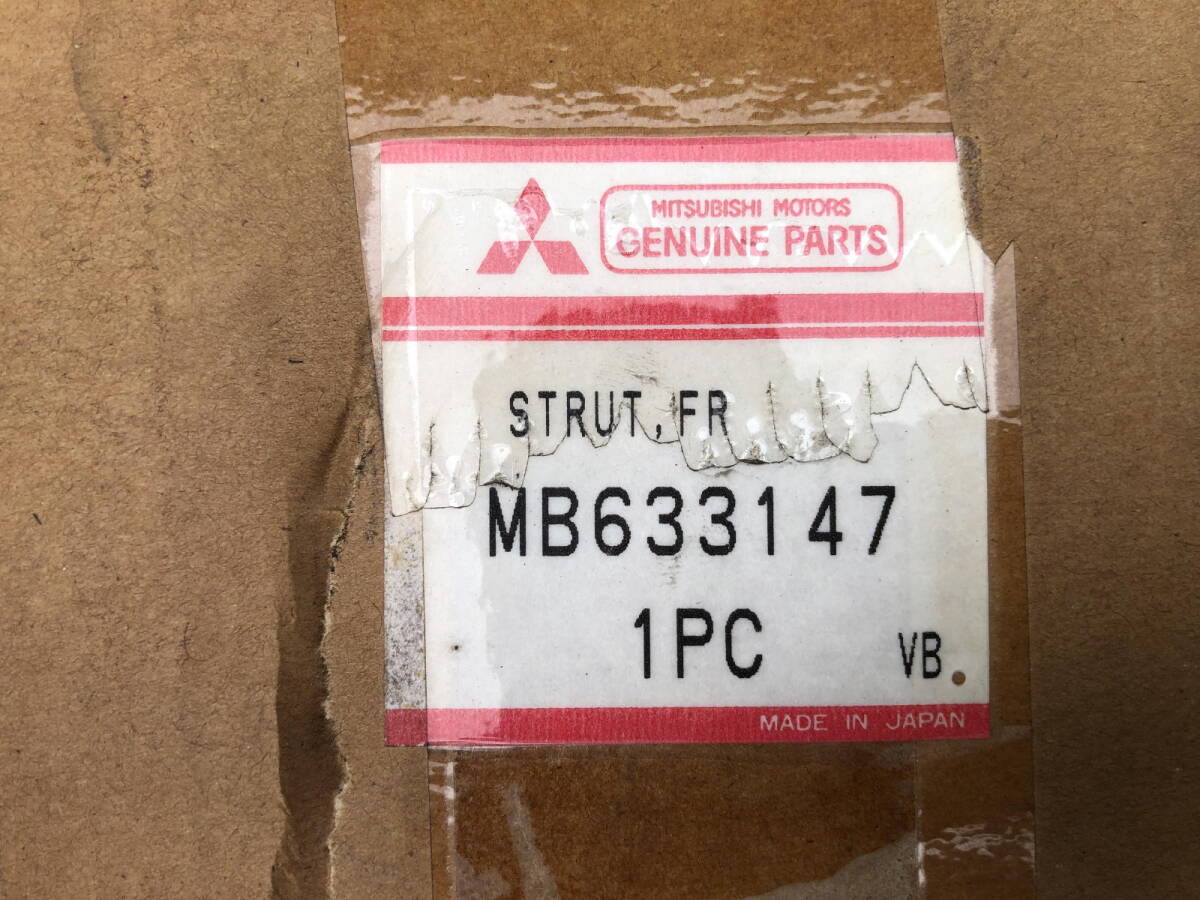 MITSUBISHI MOTORS
GENUINE PARTS
STRUT,FR
MB633147
1PC VB
MADE IN JAPAN